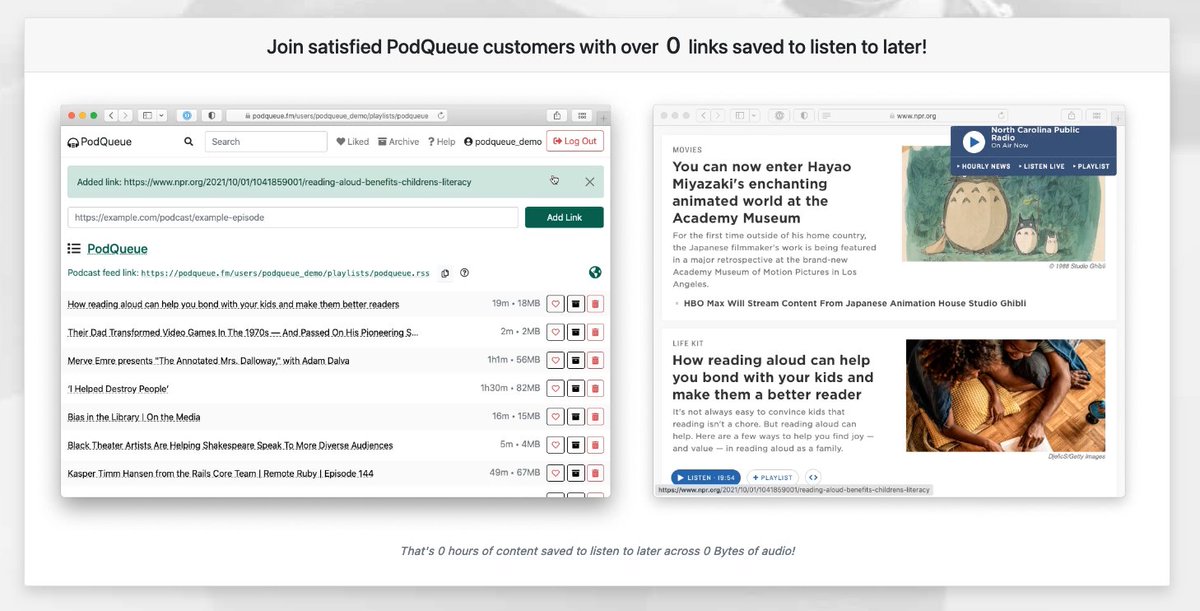 Join satisfied PodQueue customers with over 0 links saved to listen to later!
podqueue.fm/users/podqueue_demo/playlists/podqueue
PodQueue
Search
Liked
Archive
? Help
podqueue_demo
Log Out
Added link: https://www.npr.org/2021/10/01/1041859001/reading-aloud-benefits-childrens-literacy
https://example.com/podcast/example-episode
Add Link
PodQueue
Podcast feed link: https://podqueue.fm/users/podqueue_demo/playlists/podqueue.rss
How reading aloud can help you bond with your kids and make them better readers 19m • 18MB
Their Dad Transformed Video Games In The 1970s — And Passed On His Pioneering S... 2m • 2MB
Merve Emre presents "The Annotated Mrs. Dalloway," with Adam Dalva 1h1m • 56MB
'I Helped Destroy People' 1h30m • 82MB
Bias in the Library | On the Media 16m • 15MB
Black Theater Artists Are Helping Shakespeare Speak To More Diverse Audiences 5m • 4MB
Kasper Timm Hansen from the Rails Core Team | Remote Ruby | Episode 144 49m • 67MB
www.npr.org
North Carolina Public
Radio
On Air Now
HOURLY NEWS
LISTEN LIVE
PLAYLIST
MOVIES
You can now enter Hayao
Miyazaki's enchanting
animated world at the
Academy Museum
For the first time outside of his home country,
the Japanese filmmaker's work is being featured
in a major retrospective at the brand-new
Academy Museum of Motion Pictures in Los
Angeles.
© 1988 Studio Ghibli
HBO Max Will Stream Content From Japanese Animation House Studio Ghibli
LIFE KIT
How reading aloud can help
you bond with your kids and
make them a better reader
It's not always easy to convince kids that
reading isn't a chore. But reading aloud can
help. Here are a few ways to help you find joy —
and value — in reading aloud as a family.
DjelicS/Getty Images
LISTEN · 19:54
+ PLAYLIST
https://www.npr.org/2021/10/01/1041859001/reading-aloud-benefits-childrens-literacy
That's 0 hours of content saved to listen to later across 0 Bytes of audio!